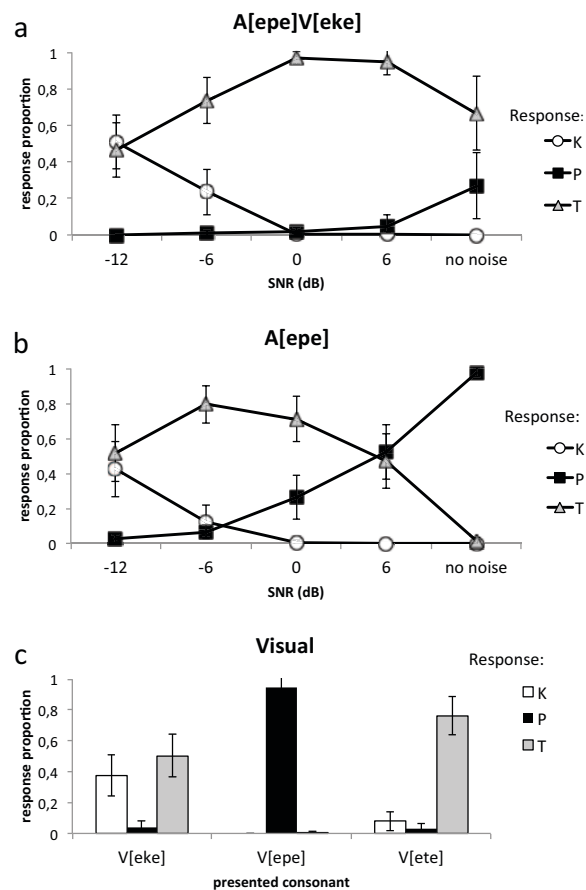 a
A[epe]V[eke]
response proportion
1
0,8
0,6
0,4
0,2
0
-12
-6
0
6
no noise
SNR (dB)
Response:
K
P
T
b
A[epe]
response proportion
1
0,8
0,6
0,4
0,2
0
-12
-6
0
6
no noise
SNR (dB)
Response:
K
P
T
c
Visual
response proportion
1
0,8
0,6
0,4
0,2
0
V[eke]
V[epe]
V[ete]
presented consonant
Response:
K
P
T